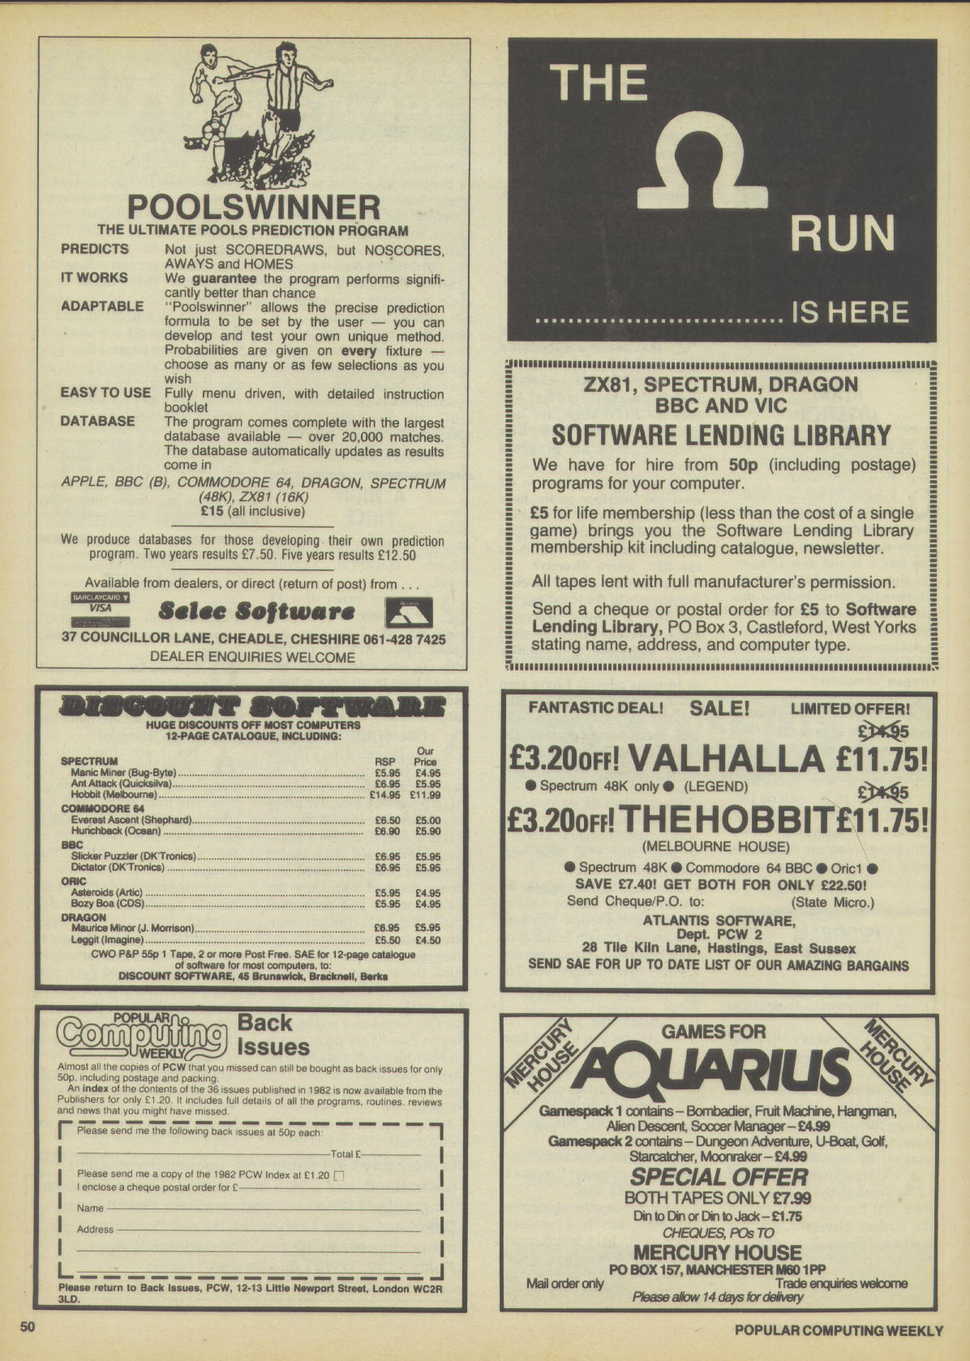 POOLSWINNER
THE ULTIMATE POOLS PREDICTION PROGRAM
PREDICTS Not just SCOREDRAWS, but NOSCORES,
AWAYS and HOMES
IT WORKS We guarantee the program performs signifi-
cantly better than chance
ADAPTABLE "Poolswinner" allows the precise prediction
formula to be set by the user — you can
develop and test your own unique method.
Probabilities are given on every fixture —
choose as many or as few selections as you
wish
EASY TO USE Fully menu driven, with detailed instruction
booklet
DATABASE The program comes complete with the largest
database available — over 20,000 matches.
The database automatically updates as results
come in
APPLE, BBC (B), COMMODORE 64, DRAGON, SPECTRUM
(48K), ZX81 (16K)
£15 (all inclusive)
We produce databases for those developing their own prediction
program. Two years results £7.50. Five years results £12.50
Available from dealers, or direct (return of post) from . . .
BARCLAYCARD
VISA
Selec Software
37 COUNCILLOR LANE, CHEADLE, CHESHIRE 061-428 7425
DEALER ENQUIRIES WELCOME
DISCOUNT SOFTWARE
HUGE DISCOUNTS OFF MOST COMPUTERS
12-PAGE CATALOGUE, INCLUDING:
Our
SPECTRUM RSP Price
Manic Miner (Bug-Byte) £5.95 £4.95
Ant Attack (Quicksilva) £6.95 £5.95
Hobbit (Melbourne) £14.95 £11.99
COMMODORE 64
Everest Ascent (Shephard) £6.50 £5.00
Hunchback (Ocean) £6.90 £5.90
BBC
Slicker Puzzler (DK'Tronics) £6.95 £5.95
Dictator (DK'Tronics) £6.95 £5.95
ORIC
Asteroids (Artic) £5.95 £4.95
Bozy Boa (CDS) £5.95 £4.95
DRAGON
Maurice Minor (J. Morrison) £6.95 £5.95
Leggit (Imagine) £5.50 £4.50
CWO P&P 55p 1 Tape, 2 or more Post Free. SAE for 12-page catalogue
of software for most computers, to:
DISCOUNT SOFTWARE, 45 Brunswick, Bracknell, Berks
POPULAR
Computing
WEEKLY
Back
Issues
Almost all the copies of PCW that you missed can still be bought as back issues for only
50p, including postage and packing.
An index of the contents of the 36 issues published in 1982 is now available from the
Publishers for only £1.20. It includes full details of all the programs, routines, reviews
and news that you might have missed.
Please send me the following back issues at 50p each:
Total £
Please send me a copy of the 1982 PCW Index at £1.20
I enclose a cheque postal order for £
Name
Address
Please return to Back Issues, PCW, 12-13 Little Newport Street, London WC2R
3LD.
THE
Ω
RUN
IS HERE
ZX81, SPECTRUM, DRAGON
BBC AND VIC
SOFTWARE LENDING LIBRARY
We have for hire from 50p (including postage)
programs for your computer.
£5 for life membership (less than the cost of a single
game) brings you the Software Lending Library
membership kit including catalogue, newsletter.
All tapes lent with full manufacturer's permission.
Send a cheque or postal order for £5 to Software
Lending Library, PO Box 3, Castleford, West Yorks
stating name, address, and computer type.
FANTASTIC DEAL! SALE! LIMITED OFFER!
£14.95
£3.20 OFF! VALHALLA £11.75!
● Spectrum 48K only ● (LEGEND)
£14.95
£3.20 OFF! THE HOBBIT £11.75!
(MELBOURNE HOUSE)
● Spectrum 48K ● Commodore 64 BBC ● Oric1 ●
SAVE £7.40! GET BOTH FOR ONLY £22.50!
Send Cheque/P.O. to: (State Micro.)
ATLANTIS SOFTWARE,
Dept. PCW 2
28 Tile Kiln Lane, Hastings, East Sussex
SEND SAE FOR UP TO DATE LIST OF OUR AMAZING BARGAINS
MERCURY
HOUSE
GAMES FOR
MERCURY
HOUSE
AQUARIUS
Gamespack 1 contains – Bombadier, Fruit Machine, Hangman,
Alien Descent, Soccer Manager – £4.99
Gamespack 2 contains – Dungeon Adventure, U-Boat, Golf,
Starcatcher, Moonraker – £4.99
SPECIAL OFFER
BOTH TAPES ONLY £7.99
Din to Din or Din to Jack – £1.75
CHEQUES, POs TO
MERCURY HOUSE
PO BOX 157, MANCHESTER M60 1PP
Mail order only Trade enquiries welcome
Please allow 14 days for delivery
50
POPULAR COMPUTING WEEKLY